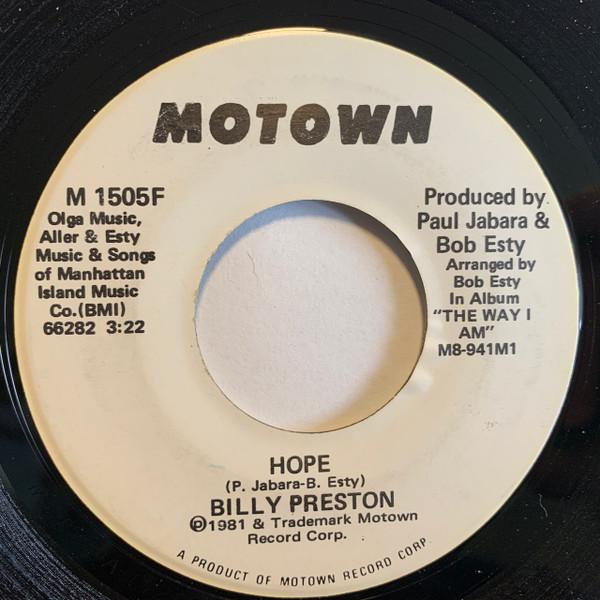 MOTOWN
M 1505F
Olga Music,
Aller & Esty
Music & Songs
of Manhattan
Island Music
Co.(BMI)
66282 3:22
Produced by
Paul Jabara &
Bob Esty
Arranged by
Bob Esty
In Album
"THE WAY I
AM"
M8-941M1
HOPE
(P. Jabara-B. Esty)
BILLY PRESTON
℗1981 & Trademark Motown
Record Corp.
A PRODUCT OF MOTOWN RECORD CORP.